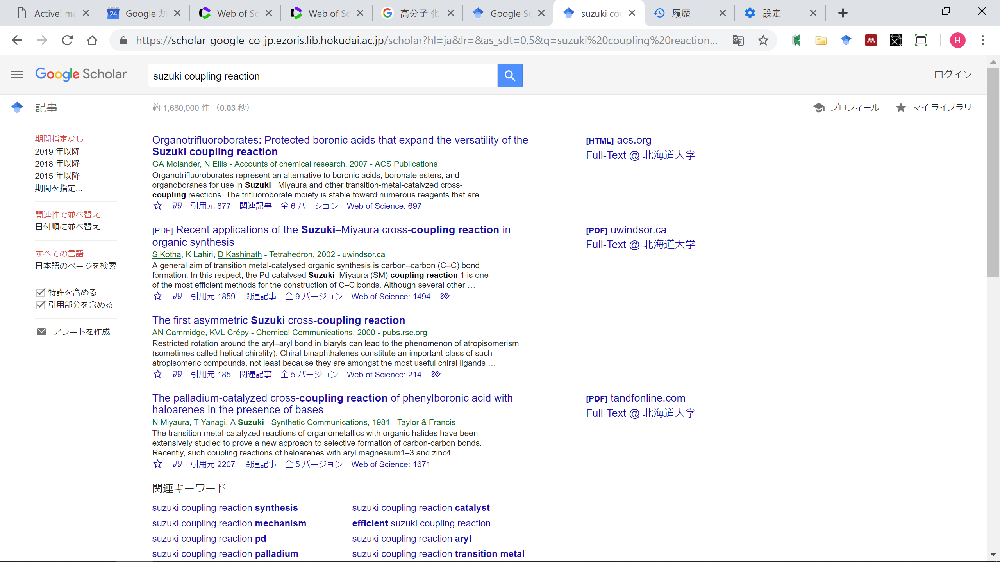 Active! ma
24
Google カ
Web of Sc
Web of Sc
高分子 化
Google Sc
suzuki cou
履歴
設定
https://scholar-google-co-jp.ezoris.lib.hokudai.ac.jp/scholar?hl=ja&lr=&as_sdt=0,5&q=suzuki%20coupling%20reaction...
H
Google Scholar
suzuki coupling reaction
ログイン
記事
約 1,680,000 件 （0.03 秒）
プロフィール
マイ ライブラリ
期間指定なし
2019 年以降
2018 年以降
2015 年以降
期間を指定...
関連性で並べ替え
日付順に並べ替え
すべての言語
日本語のページを検索
特許を含める
引用部分を含める
アラートを作成
Organotrifluoroborates: Protected boronic acids that expand the versatility of the
Suzuki coupling reaction
GA Molander, N Ellis - Accounts of chemical research, 2007 - ACS Publications
Organotrifluoroborates represent an alternative to boronic acids, boronate esters, and
organoboranes for use in Suzuki− Miyaura and other transition-metal-catalyzed cross-
coupling reactions. The trifluoroborate moiety is stable toward numerous reagents that are …
引用元 877 関連記事 全 6 バージョン Web of Science: 697
[HTML] acs.org
Full-Text @ 北海道大学
[PDF] Recent applications of the Suzuki–Miyaura cross-coupling reaction in
organic synthesis
S Kotha, K Lahiri, D Kashinath - Tetrahedron, 2002 - uwindsor.ca
A general aim of transition metal-catalysed organic synthesis is carbon–carbon (C–C) bond
formation. In this respect, the Pd-catalysed Suzuki–Miyaura (SM) coupling reaction 1 is one
of the most efficient methods for the construction of C–C bonds. Although several other …
引用元 1859 関連記事 全 9 バージョン Web of Science: 1494
[PDF] uwindsor.ca
Full-Text @ 北海道大学
The first asymmetric Suzuki cross-coupling reaction
AN Cammidge, KVL Crépy - Chemical Communications, 2000 - pubs.rsc.org
Restricted rotation around the aryl–aryl bond in biaryls can lead to the phenomenon of atropisomerism
(sometimes called helical chirality). Chiral binaphthalenes constitute an important class of such
atropisomeric compounds, not least because they are amongst the most useful chiral ligands …
引用元 185 関連記事 全 5 バージョン Web of Science: 214
The palladium-catalyzed cross-coupling reaction of phenylboronic acid with
haloarenes in the presence of bases
N Miyaura, T Yanagi, A Suzuki - Synthetic Communications, 1981 - Taylor & Francis
The transition metal-catalyzed reactions of organometallics with organic halides have been
extensively studied to prove a new approach to selective formation of carbon-carbon bonds.
Recently, such coupling reactions of haloarenes with aryl magnesium1–3 and zinc4 …
引用元 2207 関連記事 全 5 バージョン Web of Science: 1671
[PDF] tandfonline.com
Full-Text @ 北海道大学
関連キーワード
suzuki coupling reaction synthesis
suzuki coupling reaction catalyst
suzuki coupling reaction mechanism
efficient suzuki coupling reaction
suzuki coupling reaction pd
suzuki coupling reaction aryl
suzuki coupling reaction palladium
suzuki coupling reaction transition metal